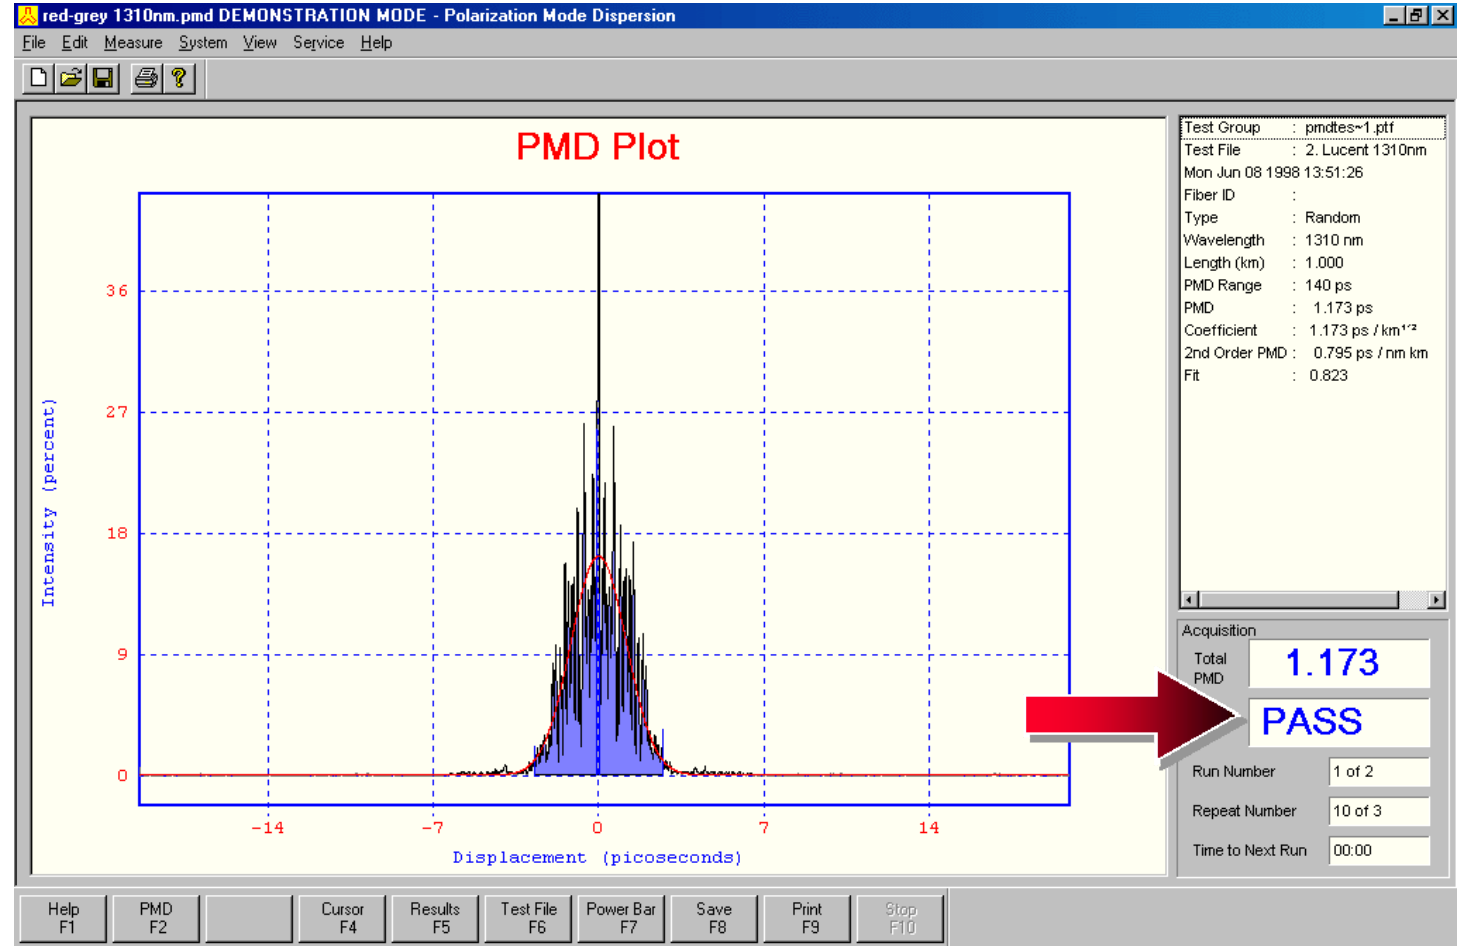 red-grey 1310nm.pmd DEMONSTRATION MODE - Polarization Mode Dispersion
File Edit Measure System View Service Help
PMD Plot
36
27
18
9
0
Intensity (percent)
-14 -7 0 7 14
Displacement (picoseconds)
Test Group : pmdtes~1.ptf
Test File : 2. Lucent 1310nm
Mon Jun 08 1998 13:51:26
Fiber ID :
Type : Random
Wavelength : 1310 nm
Length (km) : 1.000
PMD Range : 140 ps
PMD : 1.173 ps
Coefficient : 1.173 ps / km¹´²
2nd Order PMD : 0.795 ps / nm km
Fit : 0.823
Acquisition
Total PMD 1.173
PASS
Run Number 1 of 2
Repeat Number 10 of 3
Time to Next Run 00:00
Help F1
PMD F2
Cursor F4
Results F5
Test File F6
Power Bar F7
Save F8
Print F9
Stop F10